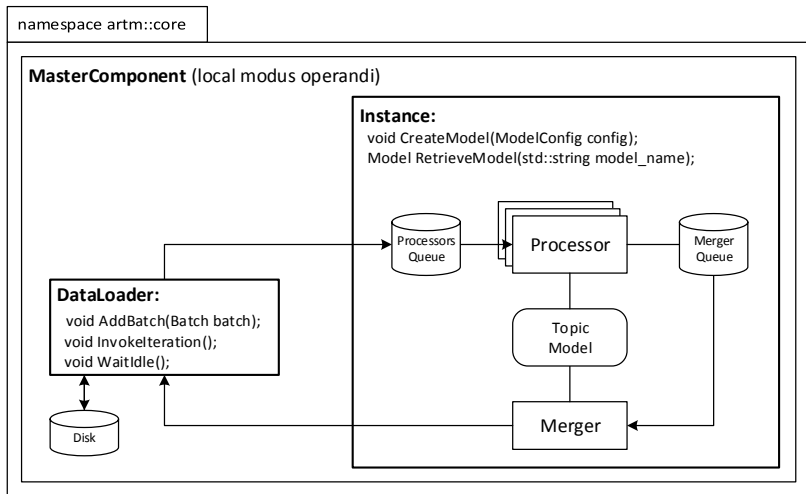 namespace artm::core
MasterComponent (local modus operandi)
Instance:
void CreateModel(ModelConfig config);
Model RetrieveModel(std::string model_name);
Processors
Queue
Processor
Merger
Queue
DataLoader:
void AddBatch(Batch batch);
void InvokeIteration();
void WaitIdle();
Topic
Model
Disk
Merger